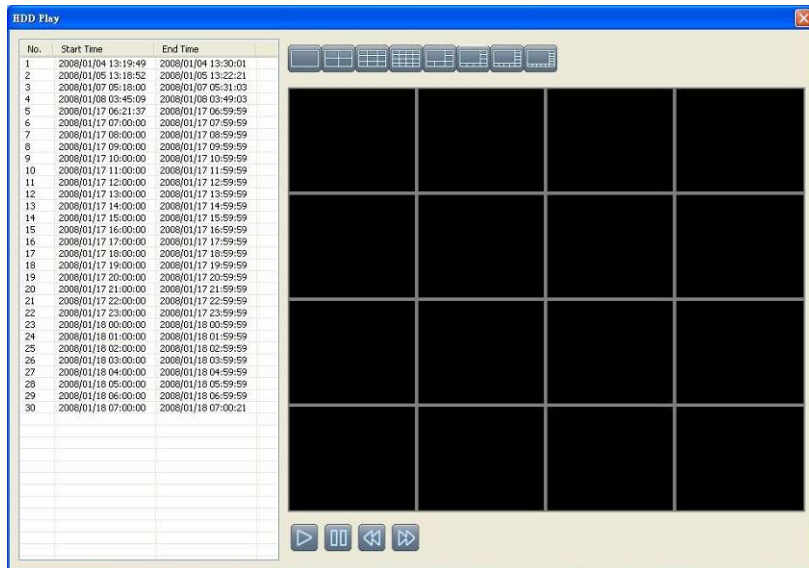 HDD Play
No. Start Time End Time
1 2008/01/04 13:19:49 2008/01/04 13:30:01
2 2008/01/05 13:18:52 2008/01/05 13:22:21
3 2008/01/07 05:18:00 2008/01/07 05:31:03
4 2008/01/08 03:45:09 2008/01/08 03:49:03
5 2008/01/17 06:21:37 2008/01/17 06:59:59
6 2008/01/17 07:00:00 2008/01/17 07:59:59
7 2008/01/17 08:00:00 2008/01/17 08:59:59
8 2008/01/17 09:00:00 2008/01/17 09:59:59
9 2008/01/17 10:00:00 2008/01/17 10:59:59
10 2008/01/17 11:00:00 2008/01/17 11:59:59
11 2008/01/17 12:00:00 2008/01/17 12:59:59
12 2008/01/17 13:00:00 2008/01/17 13:59:59
13 2008/01/17 14:00:00 2008/01/17 14:59:59
14 2008/01/17 15:00:00 2008/01/17 15:59:59
15 2008/01/17 16:00:00 2008/01/17 16:59:59
16 2008/01/17 17:00:00 2008/01/17 17:59:59
17 2008/01/17 18:00:00 2008/01/17 18:59:59
18 2008/01/17 19:00:00 2008/01/17 19:59:59
19 2008/01/17 20:00:00 2008/01/17 20:59:59
20 2008/01/17 21:00:00 2008/01/17 21:59:59
21 2008/01/17 22:00:00 2008/01/17 22:59:59
22 2008/01/17 23:00:00 2008/01/17 23:59:59
23 2008/01/18 00:00:00 2008/01/18 00:59:59
24 2008/01/18 01:00:00 2008/01/18 01:59:59
25 2008/01/18 02:00:00 2008/01/18 02:59:59
26 2008/01/18 03:00:00 2008/01/18 03:59:59
27 2008/01/18 04:00:00 2008/01/18 04:59:59
28 2008/01/18 05:00:00 2008/01/18 05:59:59
29 2008/01/18 06:00:00 2008/01/18 06:59:59
30 2008/01/18 07:00:00 2008/01/18 07:00:21